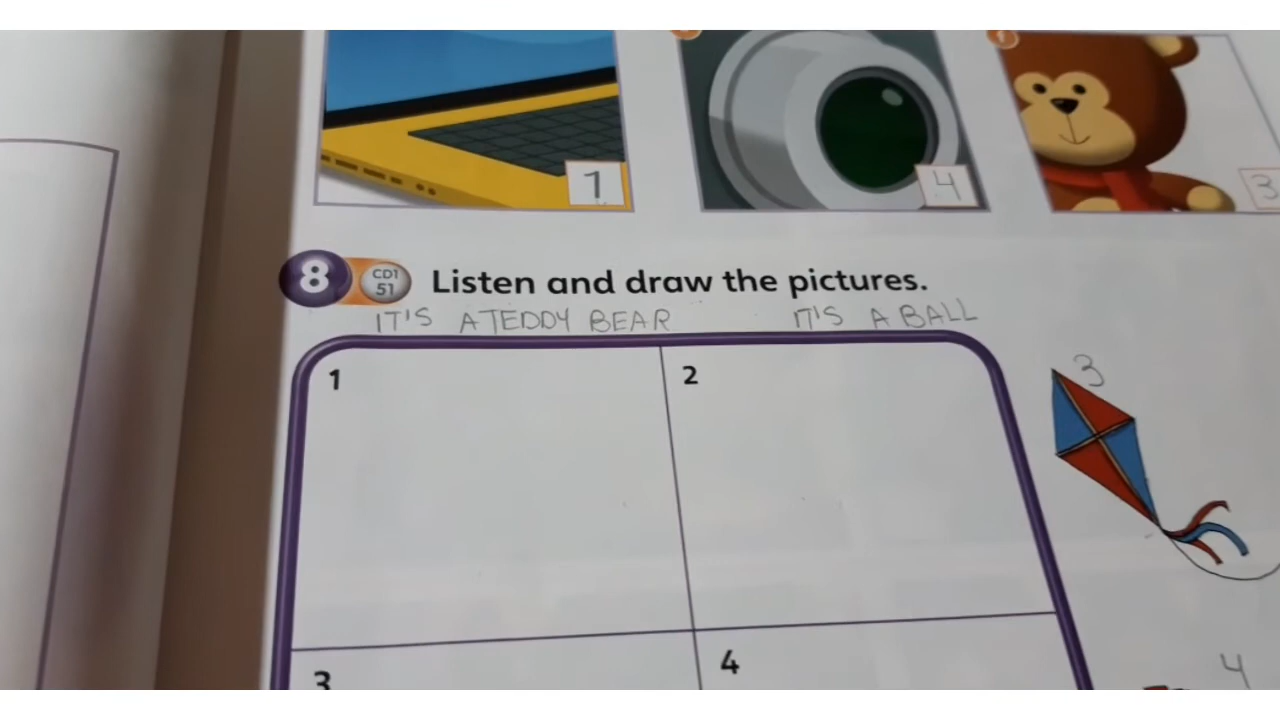 1 4 3
8 CD1 51 Listen and draw the pictures.
IT'S A TEDDY BEAR IT'S A BALL
1 2
3
3 4
4